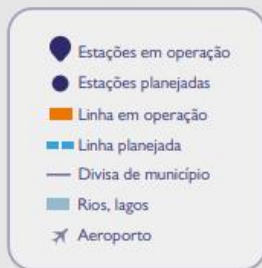 Estações em operação
Estações planejadas
Linha em operação
Linha planejada
Divisa de município
Rios, lagos
Aeroporto